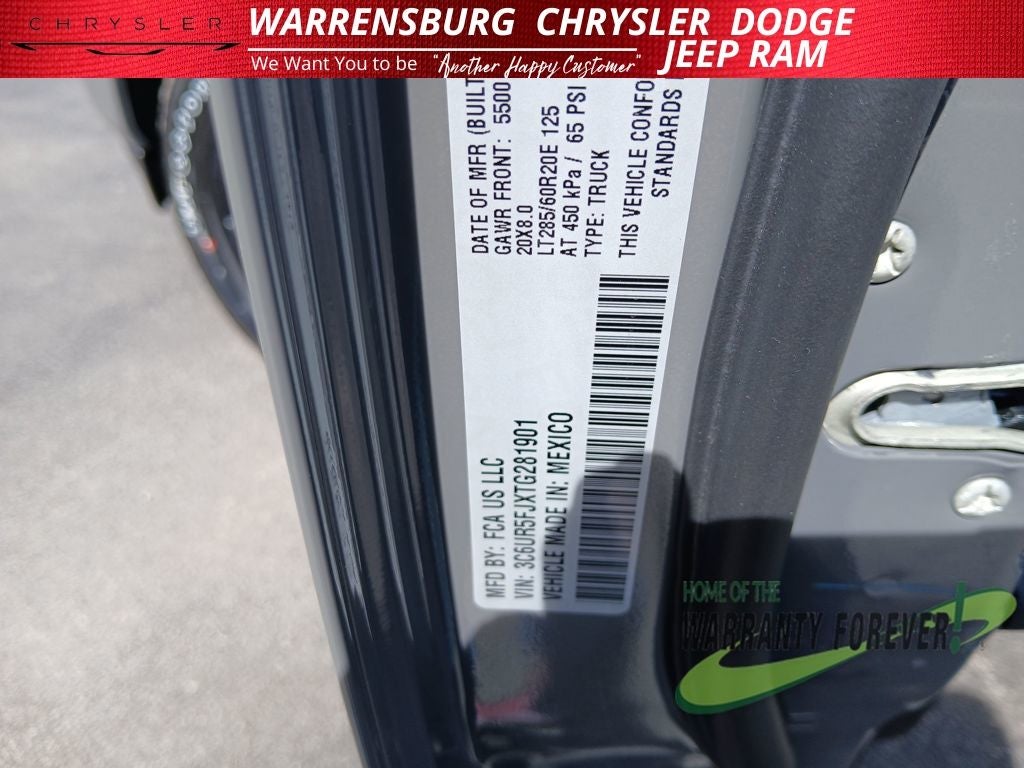 CHRYSLER
WARRENSBURG CHRYSLER DODGE
JEEP RAM
We Want You to be "Another Happy Customer"
MFD BY: FCA US LLC
DATE OF MFR (BUILT
VIN: 3C6UR5FJXTG281901
GAWR FRONT: 5500
VEHICLE MADE IN: MEXICO
20X8.0
LT285/60R20E 125
AT 450 kPa / 65 PSI
TYPE: TRUCK
THIS VEHICLE CONFO
STANDARDS
HOME OF THE
WARRANTY FOREVER!